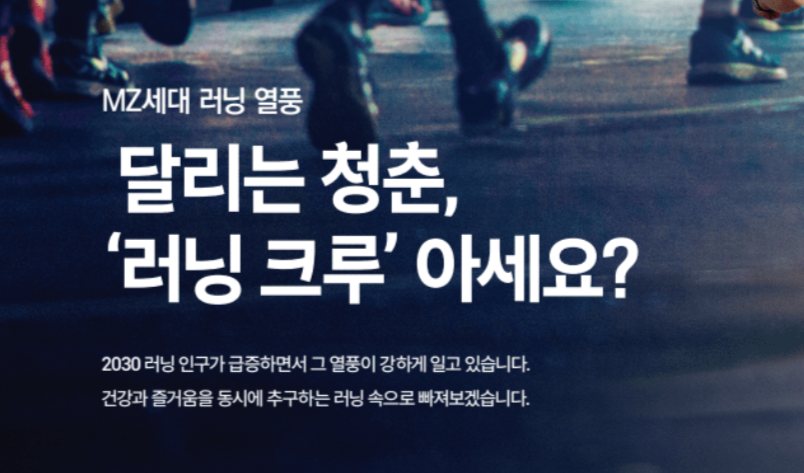 MZ세대 러닝 열풍
달리는 청춘,
‘러닝 크루’ 아세요?
2030 러닝 인구가 급증하면서 그 열풍이 강하게 일고 있습니다.
건강과 즐거움을 동시에 추구하는 러닝 속으로 빠져보겠습니다.